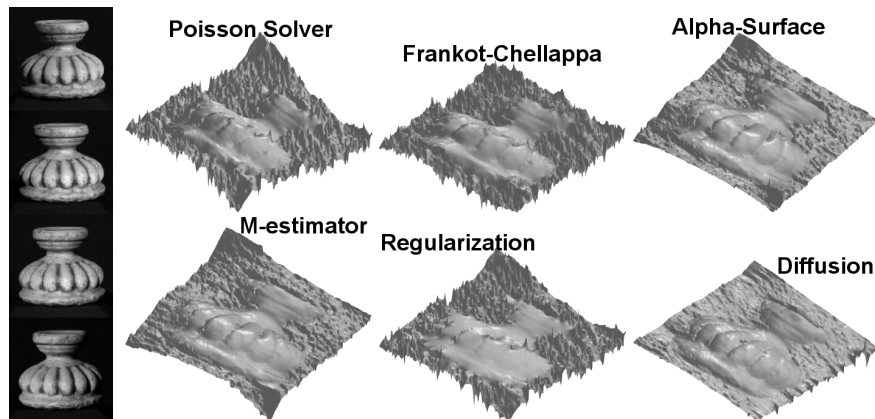 Poisson Solver
Frankot-Chellappa
Alpha-Surface
M-estimator
Regularization
Diffusion